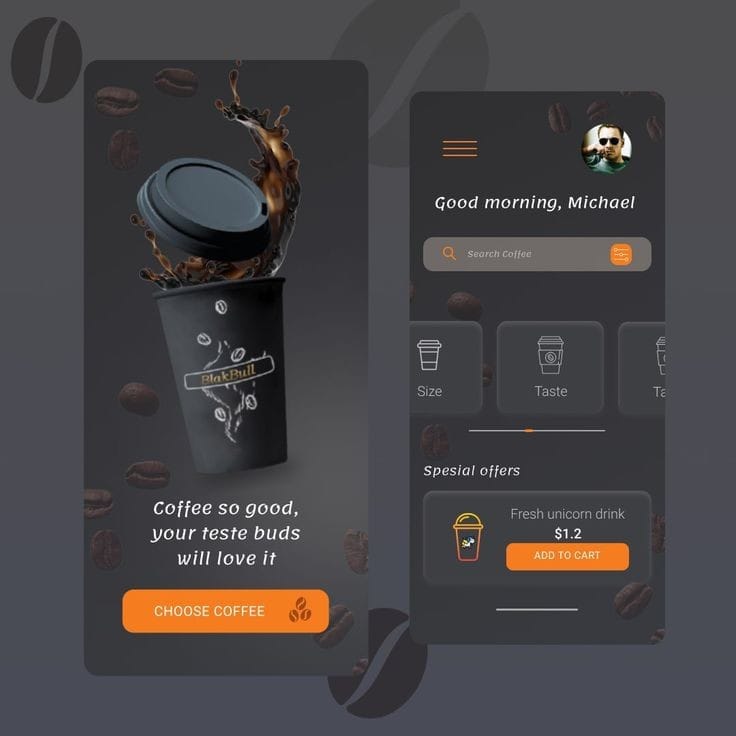 BlakBull
Coffee so good,
your teste buds
will love it
CHOOSE COFFEE
Good morning, Michael
Search Coffee
Size
Taste
Ta
Spesial offers
Fresh unicorn drink
$1.2
ADD TO CART